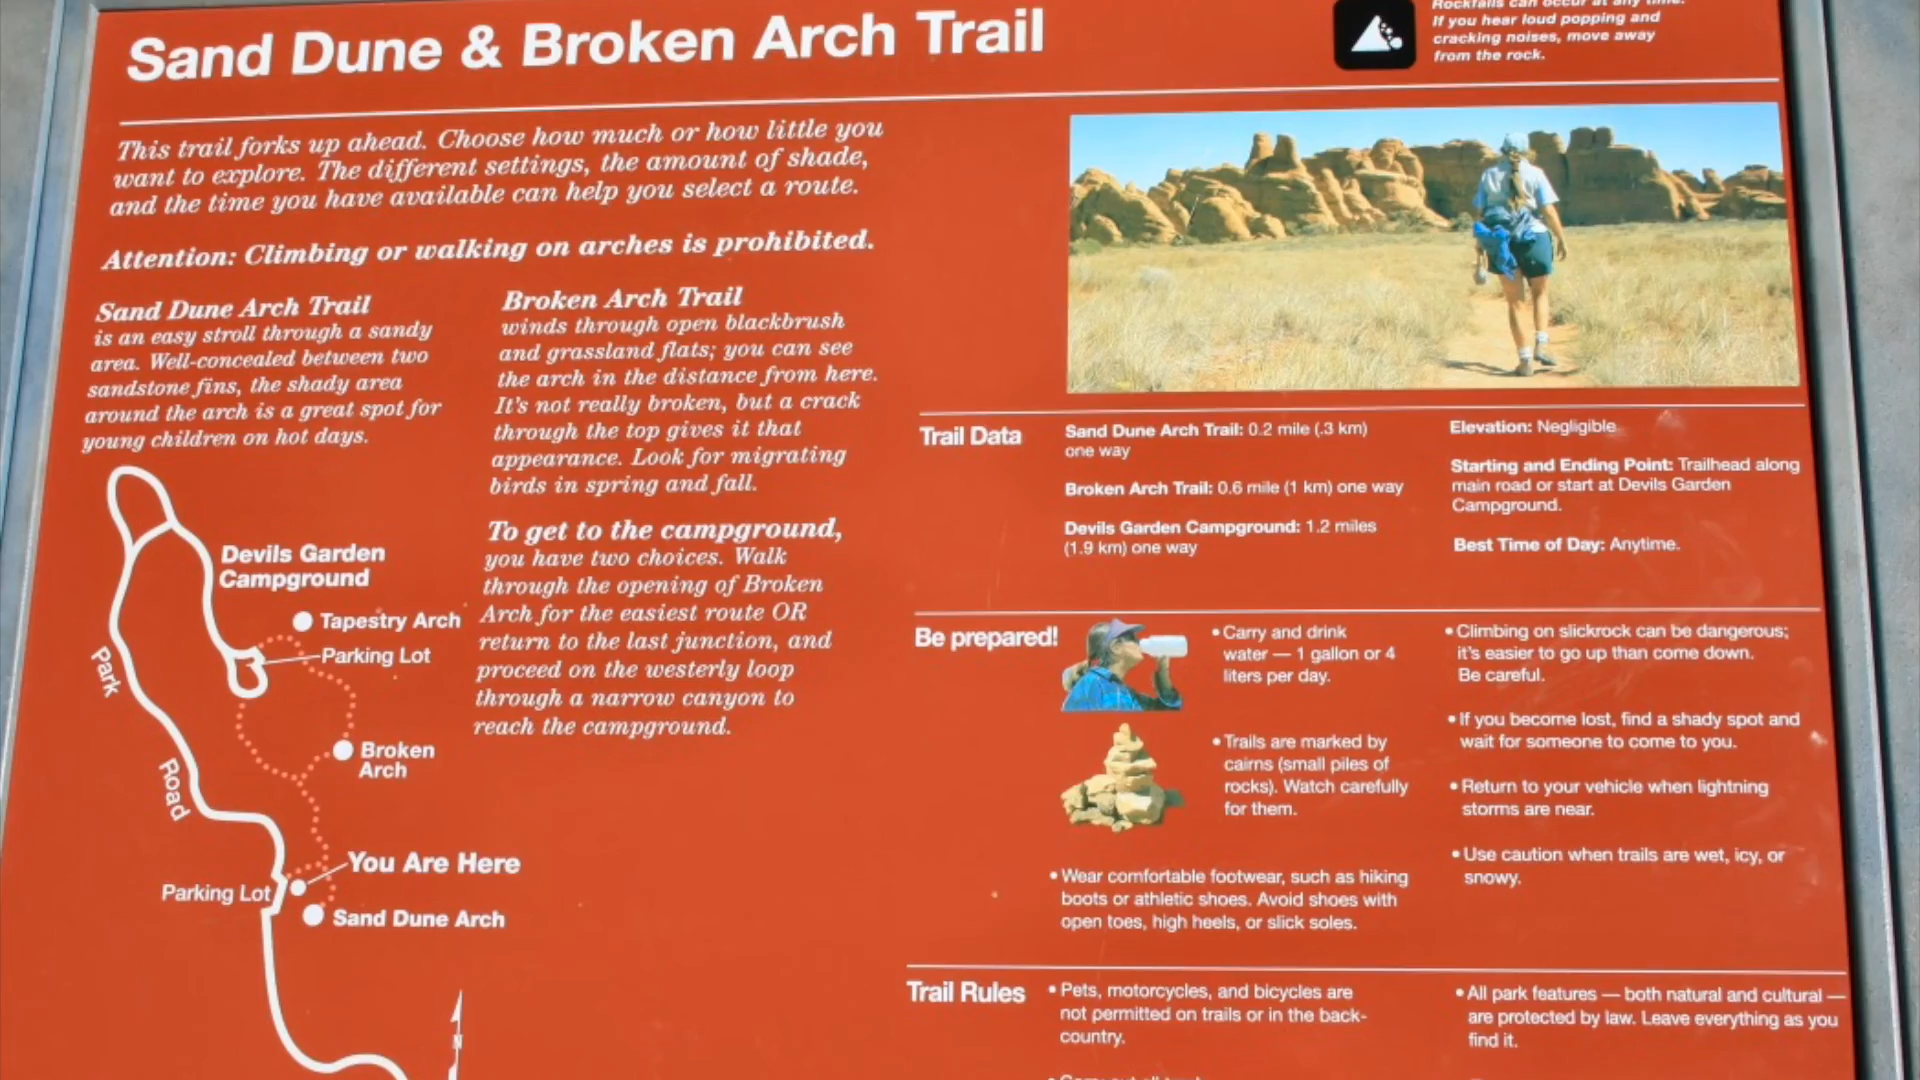 Sand Dune & Broken Arch Trail
Rockfalls can occur at any time.
If you hear loud popping and
cracking noises, move away
from the rock.
This trail forks up ahead. Choose how much or how little you
want to explore. The different settings, the amount of shade,
and the time you have available can help you select a route.
Attention: Climbing or walking on arches is prohibited.
Sand Dune Arch Trail
is an easy stroll through a sandy
area. Well-concealed between two
sandstone fins, the shady area
around the arch is a great spot for
young children on hot days.
Broken Arch Trail
winds through open blackbrush
and grassland flats; you can see
the arch in the distance from here.
It's not really broken, but a crack
through the top gives it that
appearance. Look for migrating
birds in spring and fall.
To get to the campground,
you have two choices. Walk
through the opening of Broken
Arch for the easiest route OR
return to the last junction, and
proceed on the westerly loop
through a narrow canyon to
reach the campground.
Devils Garden
Campground
Tapestry Arch
Parking Lot
Park
Road
Broken
Arch
You Are Here
Parking Lot
Sand Dune Arch
N
Trail Data
Sand Dune Arch Trail: 0.2 mile (.3 km)
one way
Broken Arch Trail: 0.6 mile (1 km) one way
Devils Garden Campground: 1.2 miles
(1.9 km) one way
Elevation: Negligible
Starting and Ending Point: Trailhead along
main road or start at Devils Garden
Campground.
Best Time of Day: Anytime.
Be prepared!
• Carry and drink
water — 1 gallon or 4
liters per day.
• Trails are marked by
cairns (small piles of
rocks). Watch carefully
for them.
• Wear comfortable footwear, such as hiking
boots or athletic shoes. Avoid shoes with
open toes, high heels, or slick soles.
• Climbing on slickrock can be dangerous;
it's easier to go up than come down.
Be careful.
• If you become lost, find a shady spot and
wait for someone to come to you.
• Return to your vehicle when lightning
storms are near.
• Use caution when trails are wet, icy, or
snowy.
Trail Rules
• Pets, motorcycles, and bicycles are
not permitted on trails or in the back-
country.
• All park features — both natural and cultural —
are protected by law. Leave everything as you
find it.